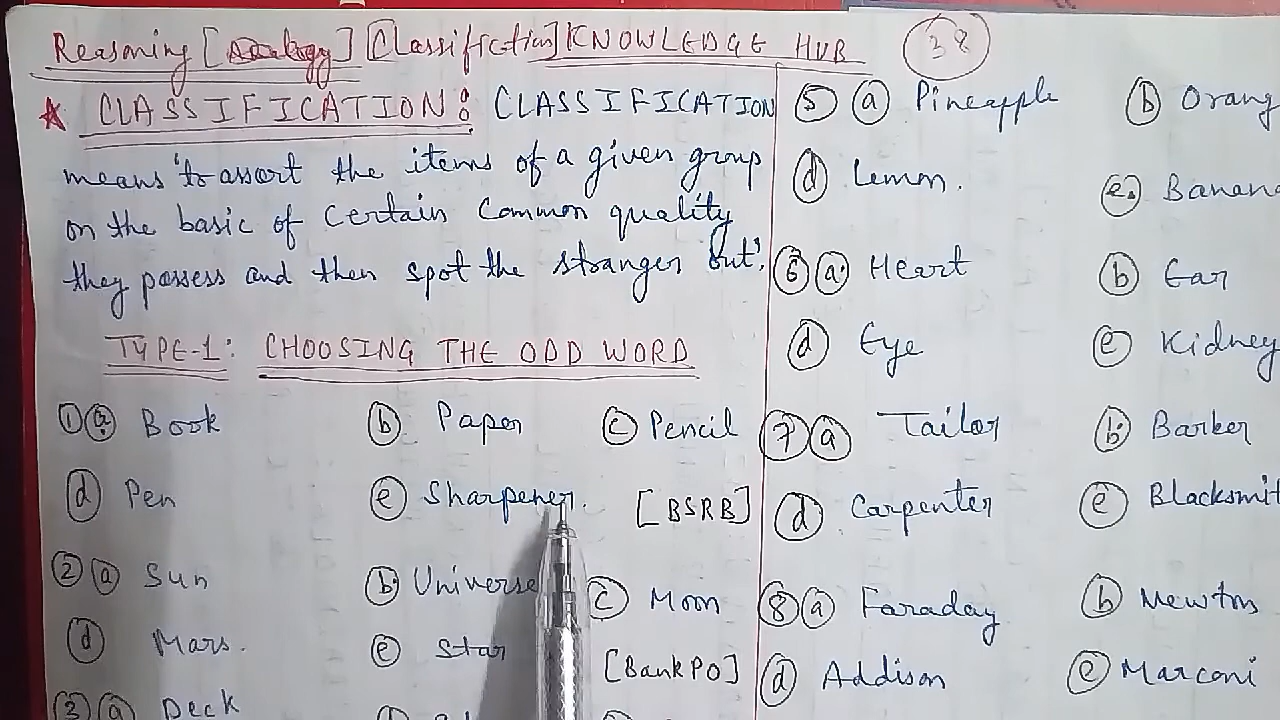 Reasoning [Analogy] [Classifiction] KNOWLEDGE HUB 38
CLASSIFICATION: CLASSIFICATION
means 'to assort the items of a given group
on the basic of Certain Common quality
they possess and then spot the stranger out'.
TYPE-1: CHOOSING THE ODD WORD
① ⓐ Book ⓑ Paper ⓒ Pencil
ⓓ Pen ⓔ Sharpener. [BSRB]
② ⓐ Sun ⓑ Universe ⓒ Moon
ⓓ Mars. ⓔ Star [Bank PO]
③ ⓐ Deck
⑤ ⓐ Pineapple ⓑ Orang
ⓓ Lemon. ⓔ Banan
⑥ ⓐ Heart ⓑ Ear
ⓓ Eye ⓔ Kidney
⑦ ⓐ Tailor ⓑ Barker
ⓓ Carpenter ⓔ Blacksmit
⑧ ⓐ Faraday ⓑ Newton
ⓓ Addison ⓔ Marconi